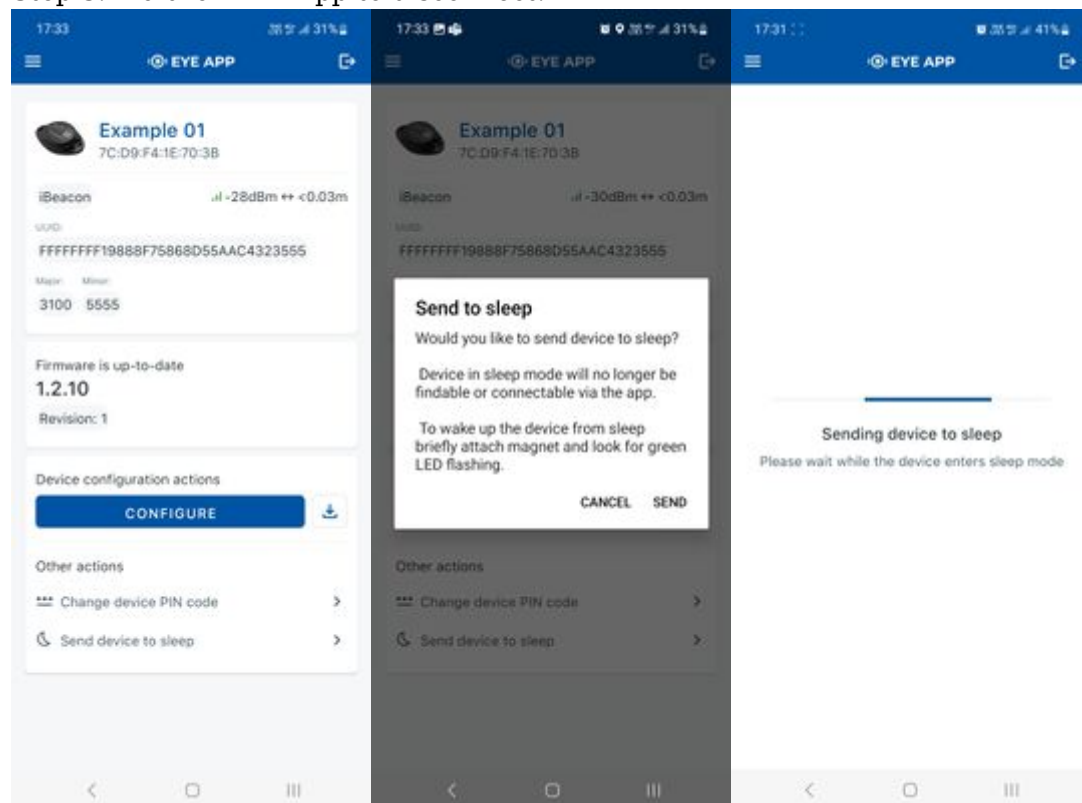 17:33 31%
EYE APP
Example 01
7C:D9:F4:1E:70:3B
iBeacon -28dBm ↔ <0.03m
UUID:
FFFFFFFF19888F75868D55AAC4323555
Major: Minor:
3100 5555
Firmware is up-to-date
1.2.10
Revision: 1
Device configuration actions
CONFIGURE
Other actions
Change device PIN code
Send device to sleep
17:33 31%
EYE APP
Example 01
7C:D9:F4:1E:70:3B
iBeacon -30dBm ↔ <0.03m
UUID:
FFFFFFFF19888F75868D55AAC4323555
Send to sleep
Would you like to send device to sleep?
Device in sleep mode will no longer be
findable or connectable via the app.
To wake up the device from sleep
briefly attach magnet and look for green
LED flashing.
CANCEL SEND
Other actions
Change device PIN code
Send device to sleep
17:31 41%
EYE APP
Sending device to sleep
Please wait while the device enters sleep mode